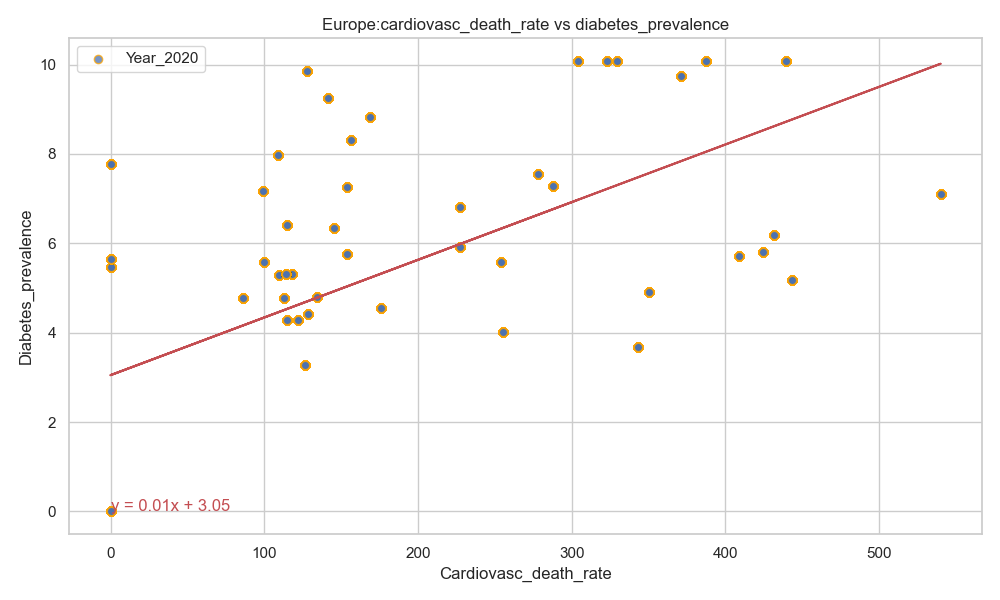 Europe:cardiovasc_death_rate vs diabetes_prevalence
Year_2020
10
8
6
4
2
0
Diabetes_prevalence
y = 0.01x + 3.05
0
100
200
300
400
500
Cardiovasc_death_rate